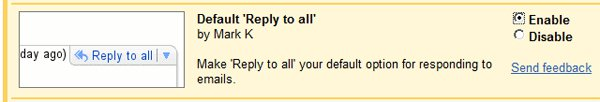 Default 'Reply to all'
by Mark K
day ago) Reply to all
Make 'Reply to all' your default option for responding to
emails.
Enable
Disable
Send feedback